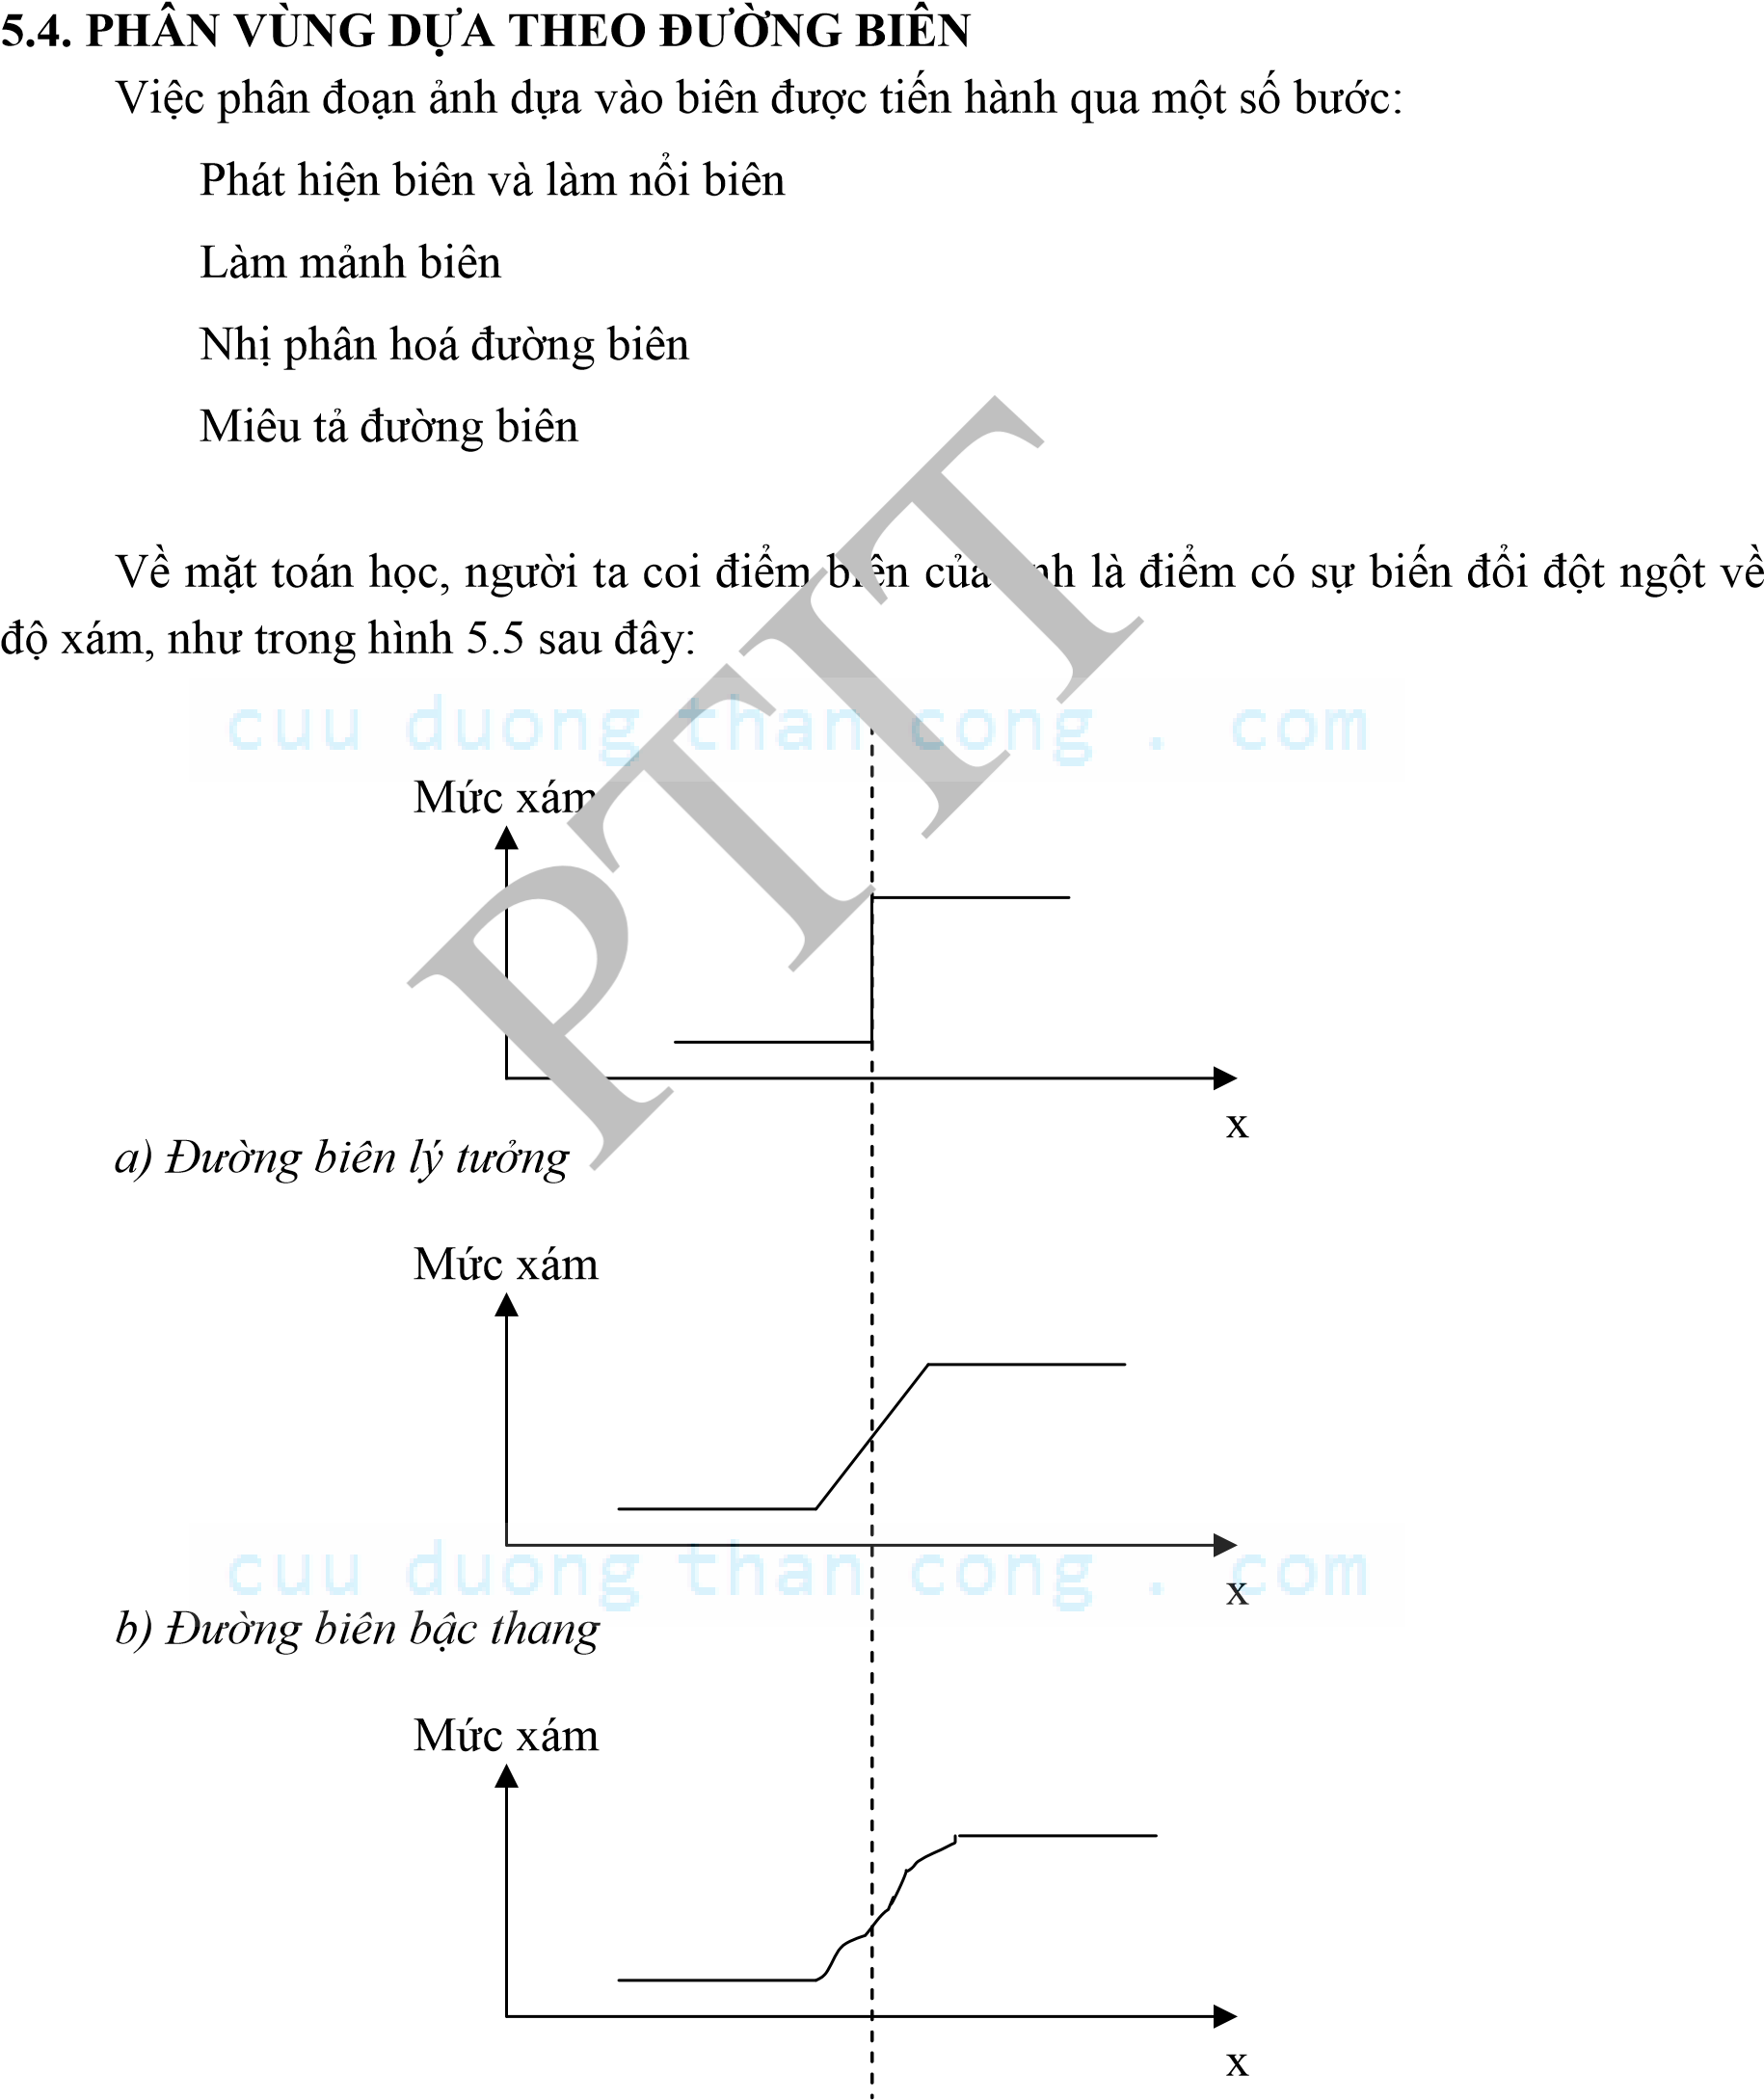 5.4. PHÂN VÙNG DỰA THEO ĐƯỜNG BIÊN
Việc phân đoạn ảnh dựa vào biên được tiến hành qua một số bước:
Phát hiện biên và làm nổi biên
Làm mảnh biên
Nhị phân hoá đường biên
Miêu tả đường biên
Về mặt toán học, người ta coi điểm biên của ảnh là điểm có sự biến đổi đột ngột về
độ xám, như trong hình 5.5 sau đây:
cuu duong than cong . com
PTIT
Mức xám
x
a) Đường biên lý tưởng
Mức xám
cuu duong than cong . com
x
b) Đường biên bậc thang
Mức xám
x